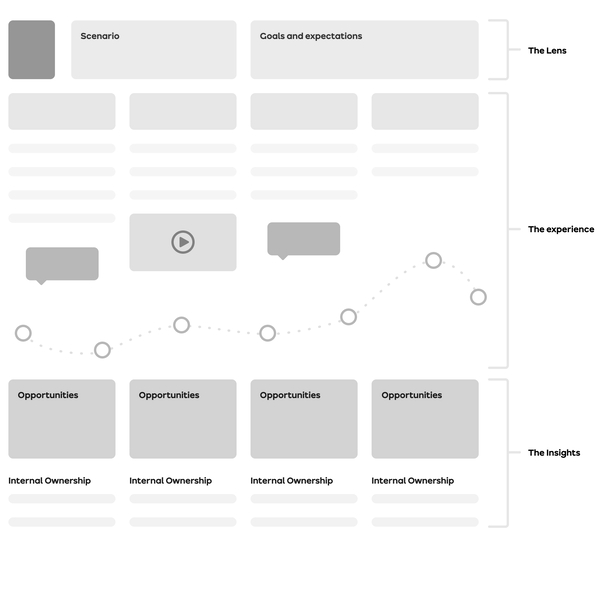 Scenario
Goals and expectations
The Lens
The experience
Opportunities
Opportunities
Opportunities
Opportunities
The Insights
Internal Ownership
Internal Ownership
Internal Ownership
Internal Ownership